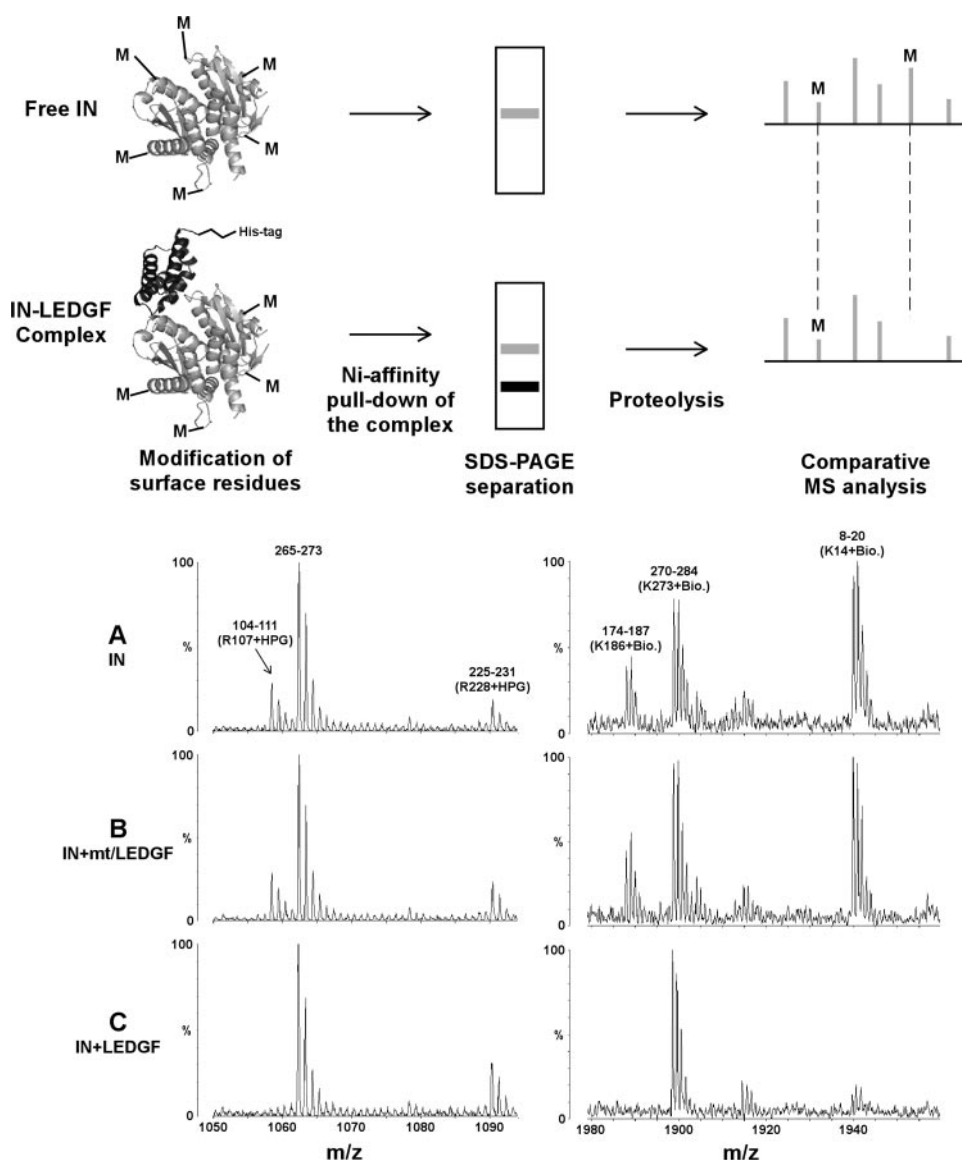 M
M
M
Free IN
M
M
M
M
M
His-tag
M
IN-LEDGF
Complex
M
M
M
M
Ni-affinity
pull-down of
the complex
Proteolysis
Modification of
surface residues
SDS-PAGE
separation
Comparative
MS analysis
100
265-273
104-111
(R107+HPG)
A
IN
%
225-231
(R228+HPG)
0
100
8-20
(K14+Bio.)
270-284
(K273+Bio.)
174-187
(K186+Bio.)
%
0
100
B
IN+mt/LEDGF
%
0
100
%
0
100
C
IN+LEDGF
%
0
1050
1060
1070
1080
1090
m/z
100
%
0
1980
1900
1920
1940
m/z